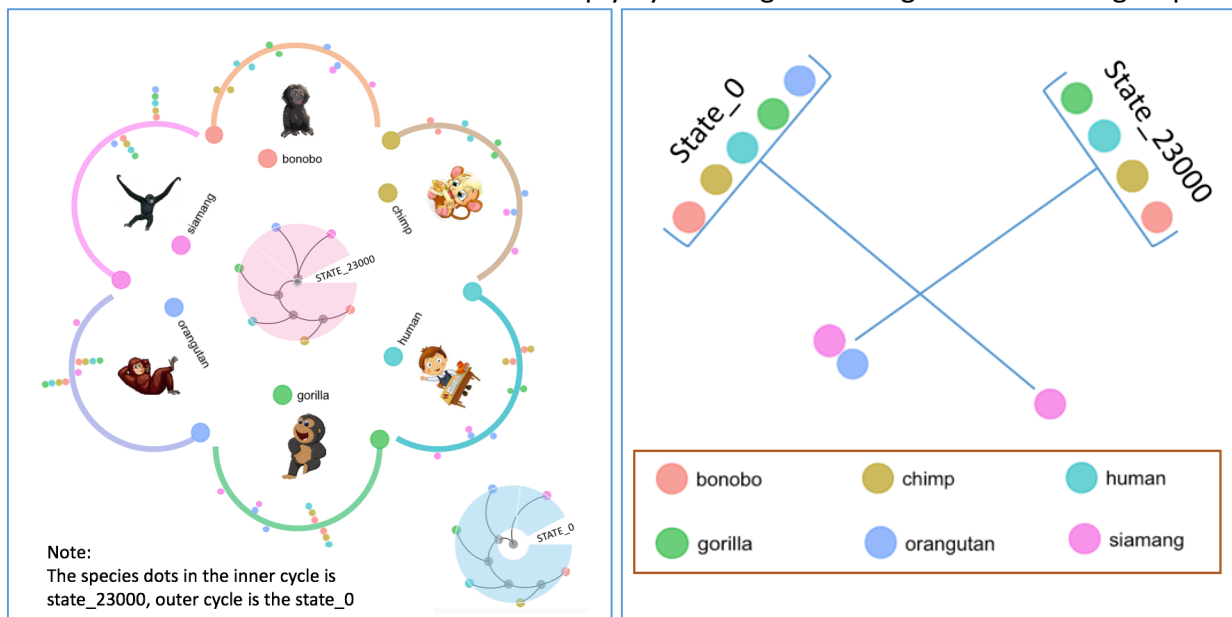 bonobo
chimp
siamang
STATE_23000
orangutan
human
gorilla
STATE_0
Note:
The species dots in the inner cycle is
state_23000, outer cycle is the state_0
State_0
State_23000
bonobo
chimp
human
gorilla
orangutan
siamang